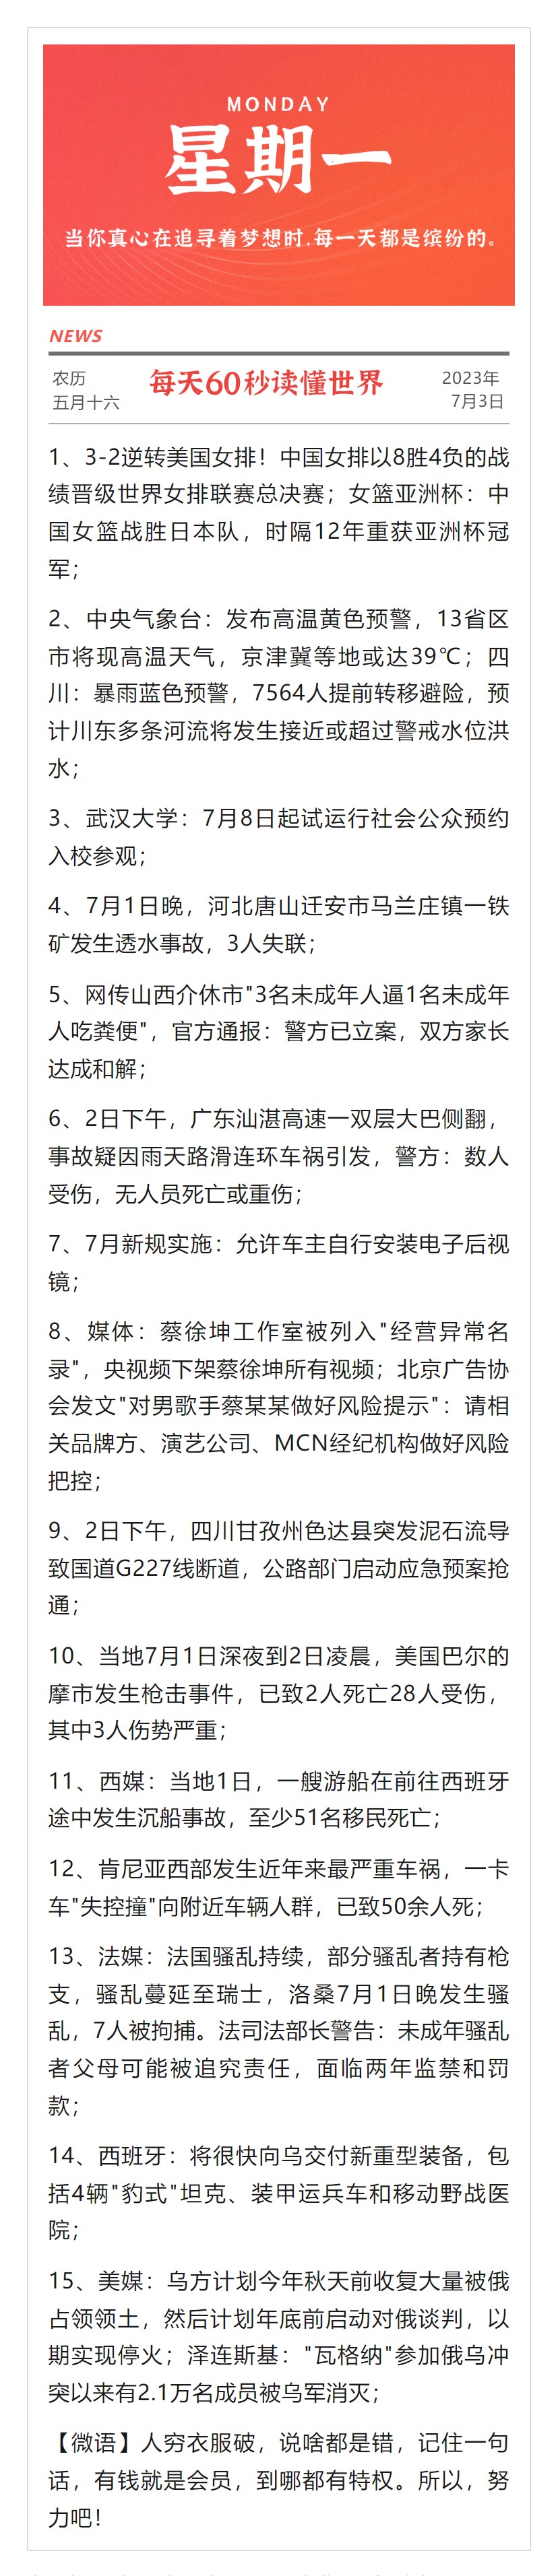 MONDAY
星期一
当你真心在追寻着梦想时,每一天都是缤纷的。
NEWS
农历
五月十六
每天60秒读懂世界
2023年
7月3日
1、3-2逆转美国女排！中国女排以8胜4负的战
绩晋级世界女排联赛总决赛；女篮亚洲杯：中
国女篮战胜日本队，时隔12年重获亚洲杯冠
军；
2、中央气象台：发布高温黄色预警，13省区
市将现高温天气，京津冀等地或达39℃；四
川：暴雨蓝色预警，7564人提前转移避险，预
计川东多条河流将发生接近或超过警戒水位洪
水；
3、武汉大学：7月8日起试运行社会公众预约
入校参观；
4、7月1日晚，河北唐山迁安市马兰庄镇一铁
矿发生透水事故，3人失联；
5、网传山西介休市"3名未成年人逼1名未成年
人吃粪便"，官方通报：警方已立案，双方家长
达成和解；
6、2日下午，广东汕湛高速一双层大巴侧翻，
事故疑因雨天路滑连环车祸引发，警方：数人
受伤，无人员死亡或重伤；
7、7月新规实施：允许车主自行安装电子后视
镜；
8、媒体：蔡徐坤工作室被列入"经营异常名
录"，央视频下架蔡徐坤所有视频；北京广告协
会发文"对男歌手蔡某某做好风险提示"：请相
关品牌方、演艺公司、MCN经纪机构做好风险
把控；
9、2日下午，四川甘孜州色达县突发泥石流导
致国道G227线断道，公路部门启动应急预案抢
通；
10、当地7月1日深夜到2日凌晨，美国巴尔的
摩市发生枪击事件，已致2人死亡28人受伤，
其中3人伤势严重；
11、西媒：当地1日，一艘游船在前往西班牙
途中发生沉船事故，至少51名移民死亡；
12、肯尼亚西部发生近年来最严重车祸，一卡
车"失控撞"向附近车辆人群，已致50余人死；
13、法媒：法国骚乱持续，部分骚乱者持有枪
支，骚乱蔓延至瑞士，洛桑7月1日晚发生骚
乱，7人被拘捕。法司法部长警告：未成年骚乱
者父母可能被追究责任，面临两年监禁和罚
款；
14、西班牙：将很快向乌交付新重型装备，包
括4辆"豹式"坦克、装甲运兵车和移动野战医
院；
15、美媒：乌方计划今年秋天前收复大量被俄
占领领土，然后计划年底前启动对俄谈判，以
期实现停火；泽连斯基："瓦格纳"参加俄乌冲
突以来有2.1万名成员被乌军消灭；
【微语】人穷衣服破，说啥都是错，记住一句
话，有钱就是会员，到哪都有特权。所以，努
力吧！